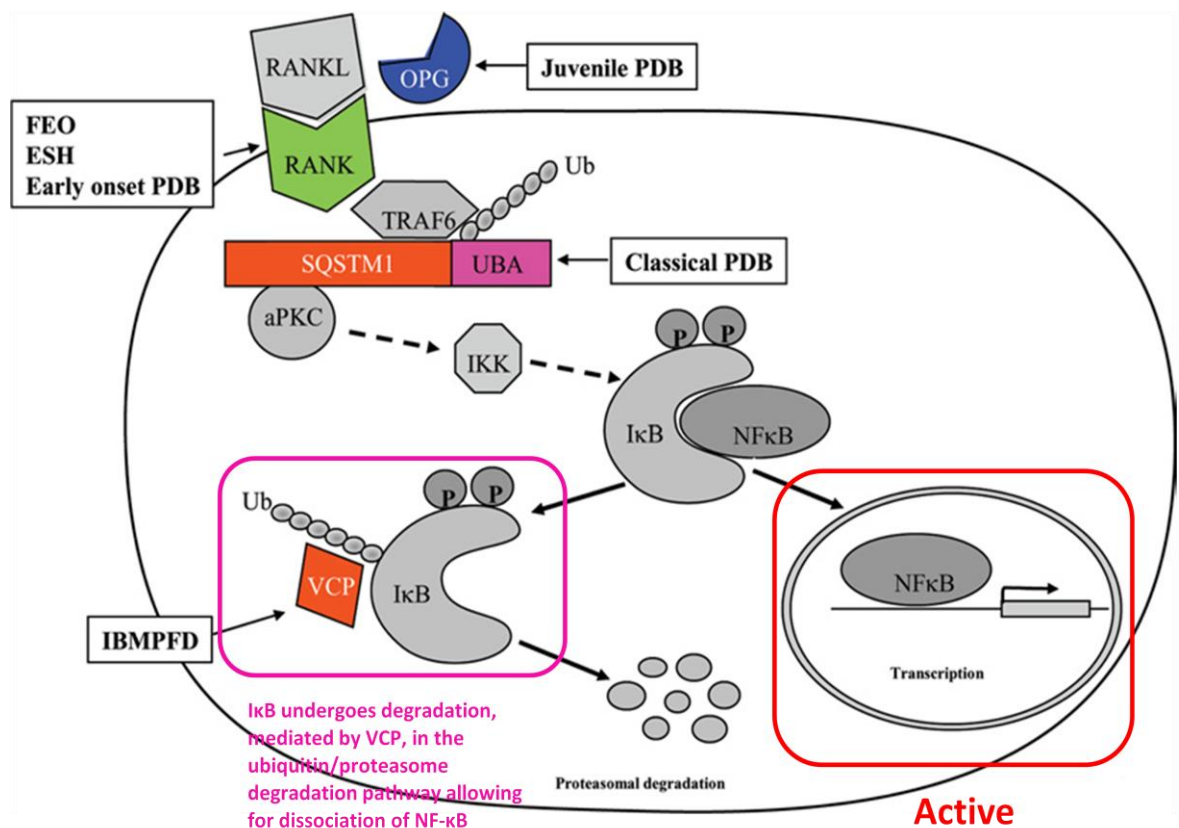 RANKL
OPG
Juvenile PDB
FEO
ESH
Early onset PDB
RANK
Ub
TRAF6
SQSTM1
UBA
Classical PDB
aPKC
IKK
P
P
IκB
NFκB
Ub
P
P
VCP
IκB
NFκB
IBMPFD
Transcription
IκB undergoes degradation,
mediated by VCP, in the
ubiquitin/proteasome
degradation pathway allowing
for dissociation of NF-κB
Proteasomal degradation
Active